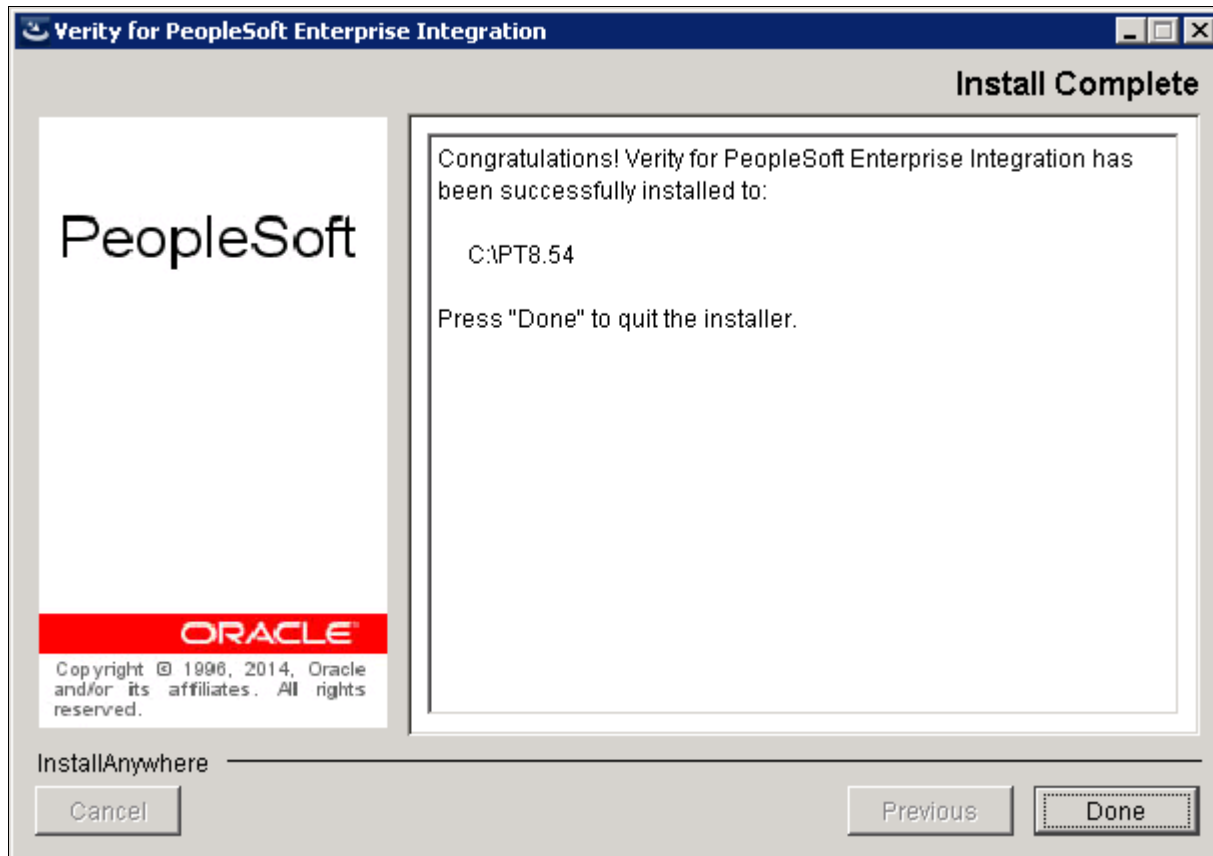 Verity for PeopleSoft Enterprise Integration
Install Complete
PeopleSoft
ORACLE
Copyright © 1996, 2014, Oracle
and/or its affiliates. All rights
reserved.
Congratulations! Verity for PeopleSoft Enterprise Integration has
been successfully installed to:
C:\PT8.54
Press "Done" to quit the installer.
InstallAnywhere
Cancel
Previous
Done